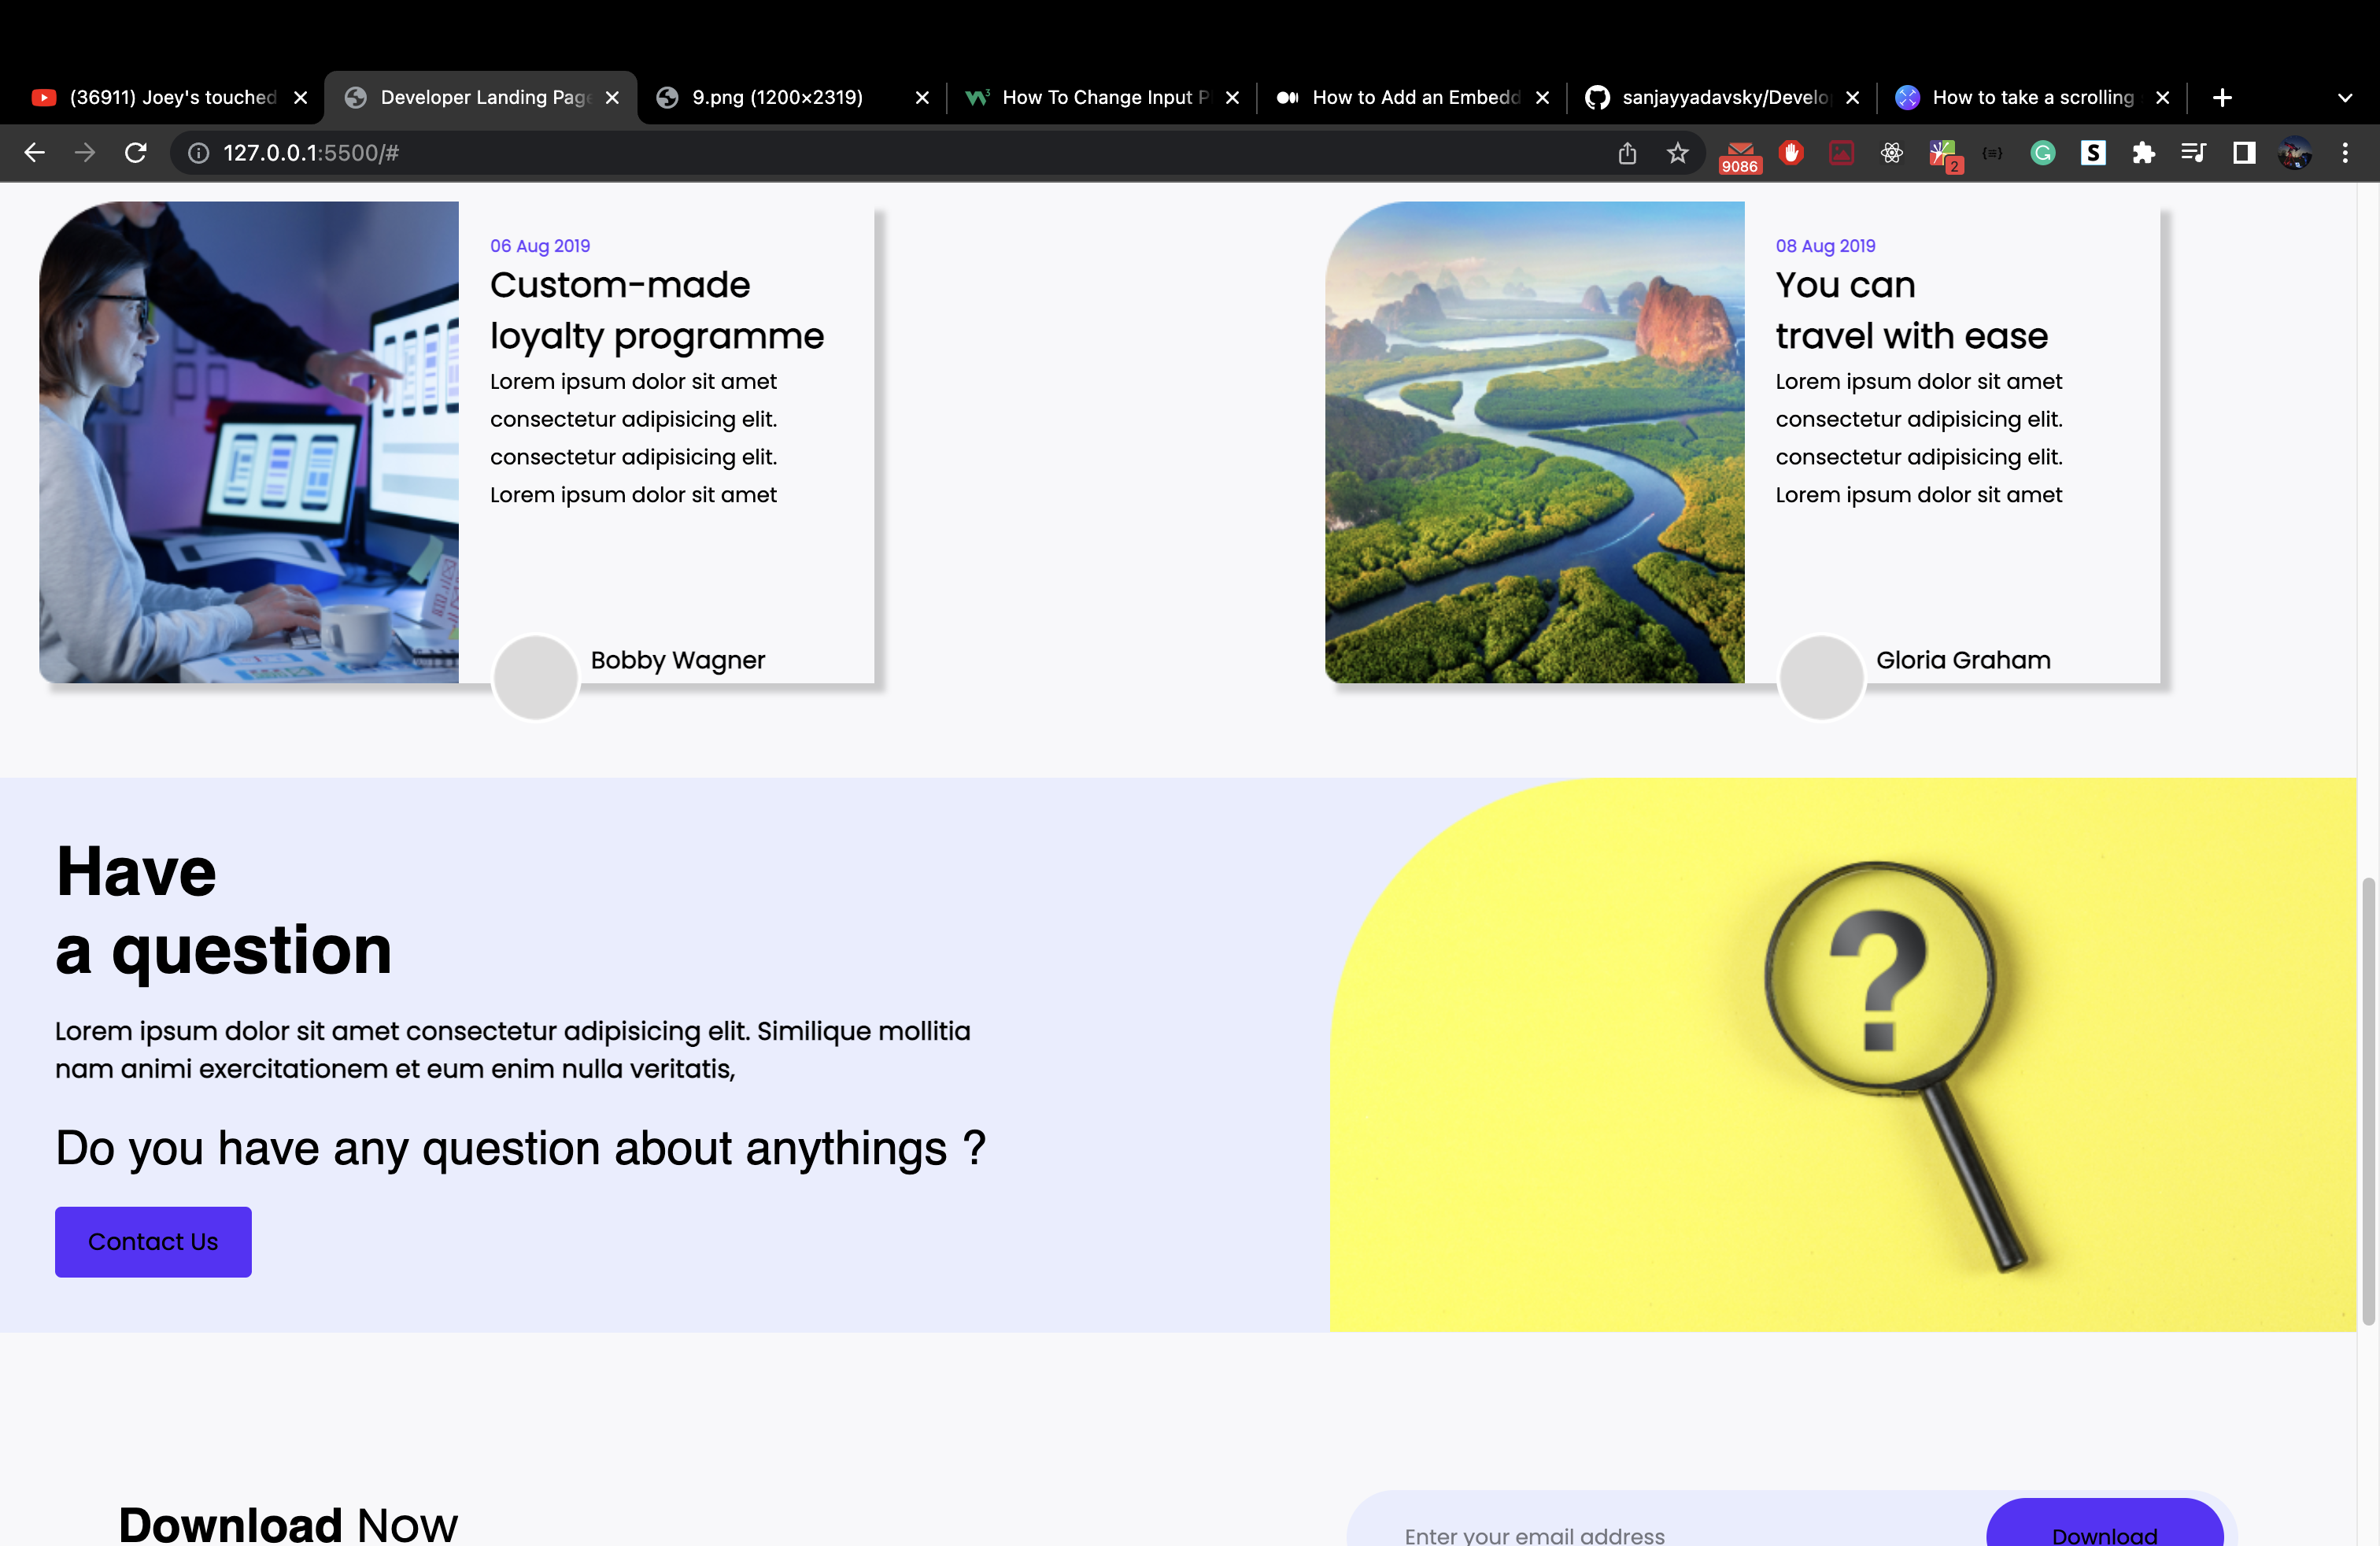 (36911) Joey's touched
Developer Landing Page
9.png (1200×2319)
How To Change Input P
How to Add an Embedd
sanjayyadavsky/Develo
How to take a scrolling
127.0.0.1:5500/#
9086
2
S
06 Aug 2019
Custom-made
loyalty programme
Lorem ipsum dolor sit amet
consectetur adipisicing elit.
consectetur adipisicing elit.
Lorem ipsum dolor sit amet
Bobby Wagner
08 Aug 2019
You can
travel with ease
Lorem ipsum dolor sit amet
consectetur adipisicing elit.
consectetur adipisicing elit.
Lorem ipsum dolor sit amet
Gloria Graham
Have
a question
Lorem ipsum dolor sit amet consectetur adipisicing elit. Similique mollitia
nam animi exercitationem et eum enim nulla veritatis,
Do you have any question about anythings ?
Contact Us
?
Download Now
Enter your email address
Download